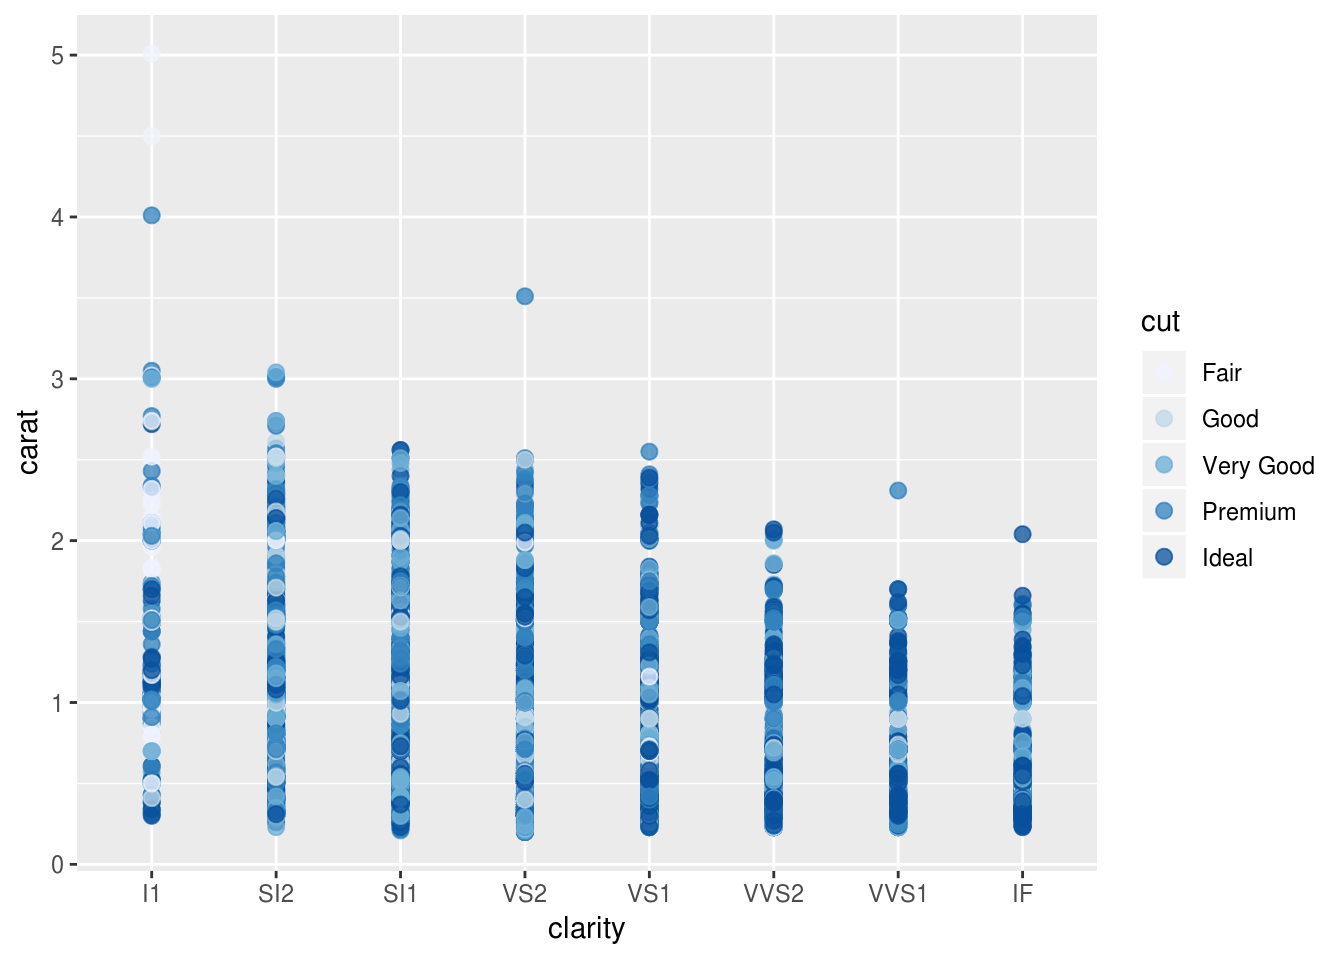 5
4
3
2
1
0
carat
I1 SI2 SI1 VS2 VS1 VVS2 VVS1 IF
clarity
cut
Fair
Good
Very Good
Premium
Ideal